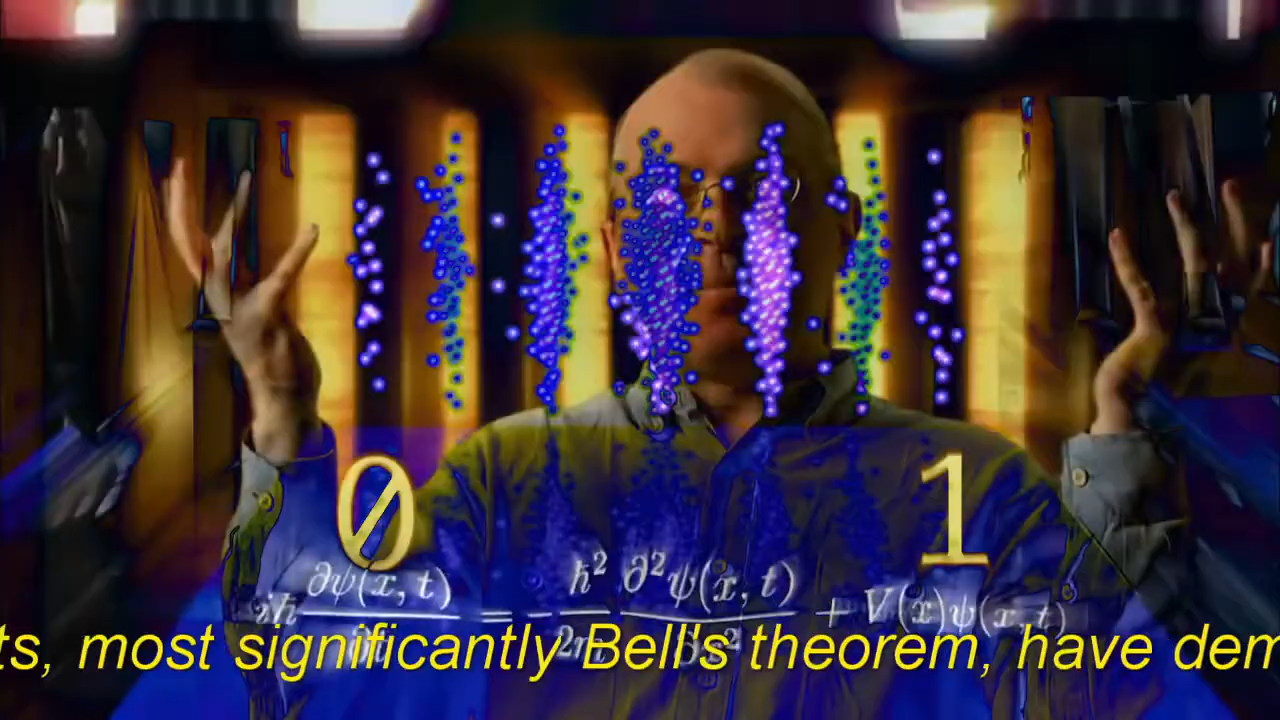 0 1
iħ ∂ψ(x, t)/∂t = − ħ²/2m ∂²ψ(x, t)/∂x² + V(x)ψ(x, t)
ts, most significantly Bell's theorem, have dem